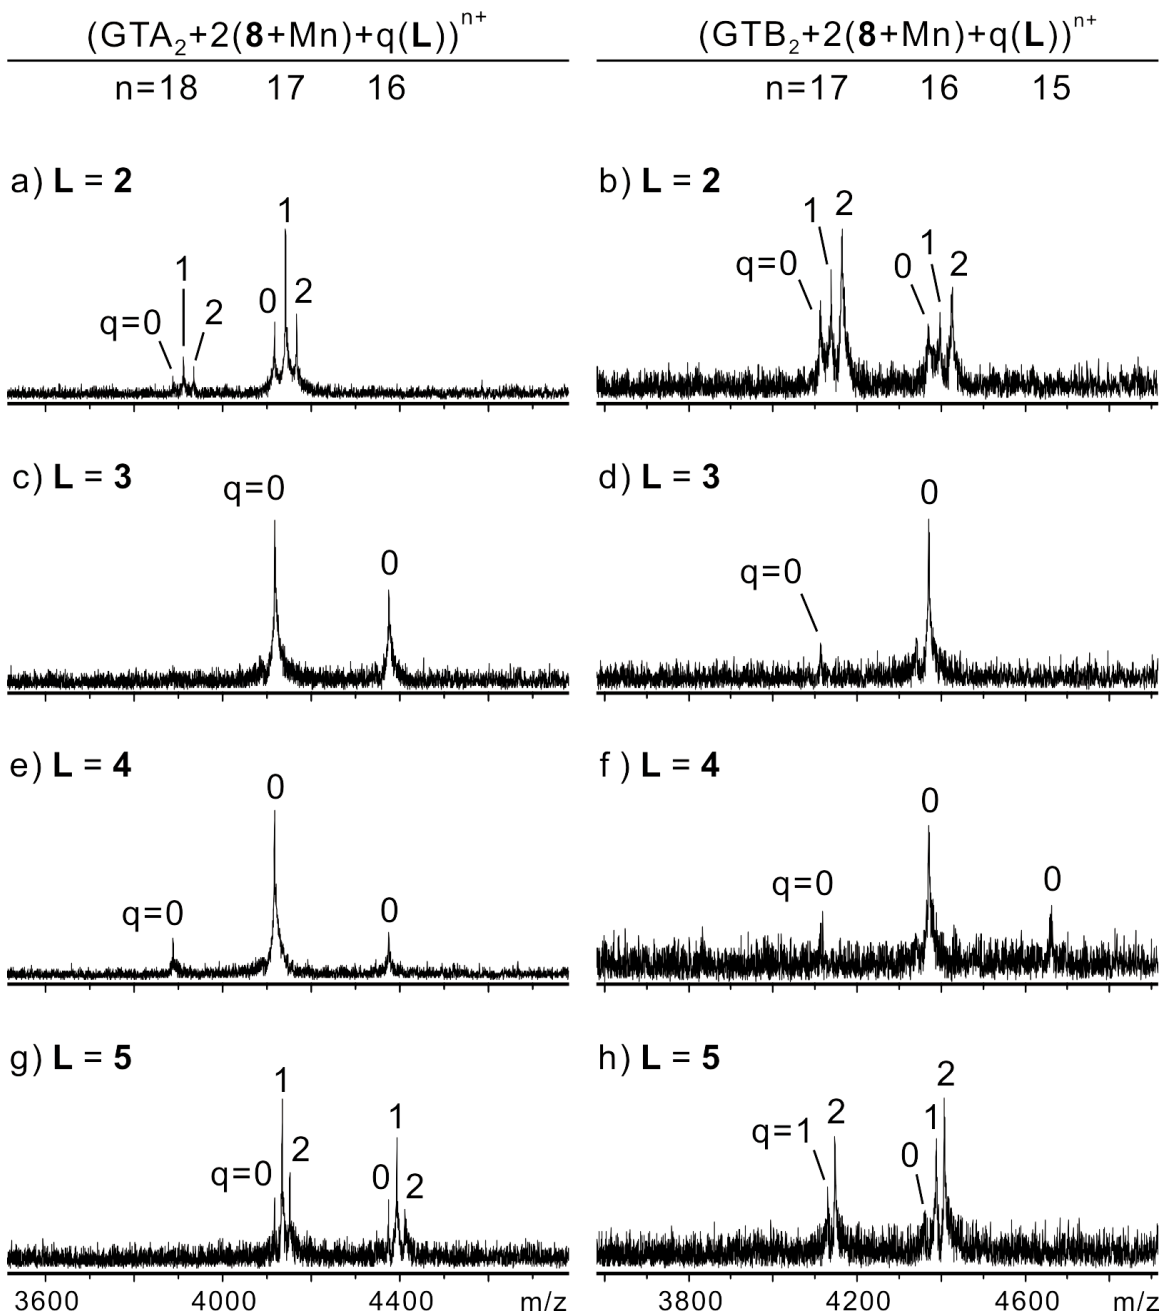 (GTA₂+2(8+Mn)+q(L))ⁿ⁺ (GTB₂+2(8+Mn)+q(L))ⁿ⁺
n=18 17 16 n=17 16 15
a) L = 2 b) L = 2
1 1 2
1 q=0 0 1 2
q=0 2 0 2
c) L = 3 d) L = 3
q=0 0
0 q=0
e) L = 4 f ) L = 4
0 0
q=0 0 q=0 0
g) L = 5 h) L = 5
1 2
1 q=1 2 1
q=0 2 0 2 0
3600 4000 4400 m/z 3800 4200 4600 m/z